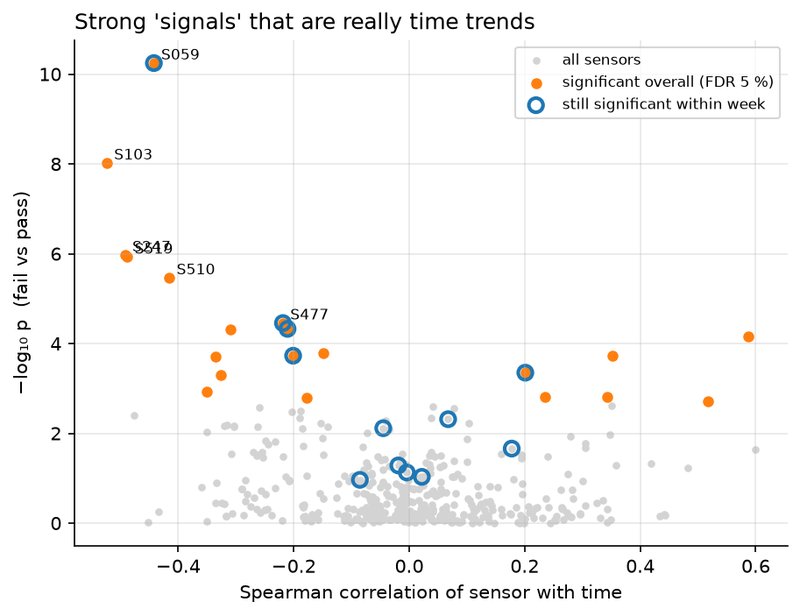 Strong 'signals' that are really time trends
S059
all sensors
significant overall (FDR 5 %)
still significant within week
10
S103
8
S247
S519
6
S510
S477
4
2
0
−log₁₀ p (fail vs pass)
−0.4
−0.2
0.0
0.2
0.4
0.6
Spearman correlation of sensor with time